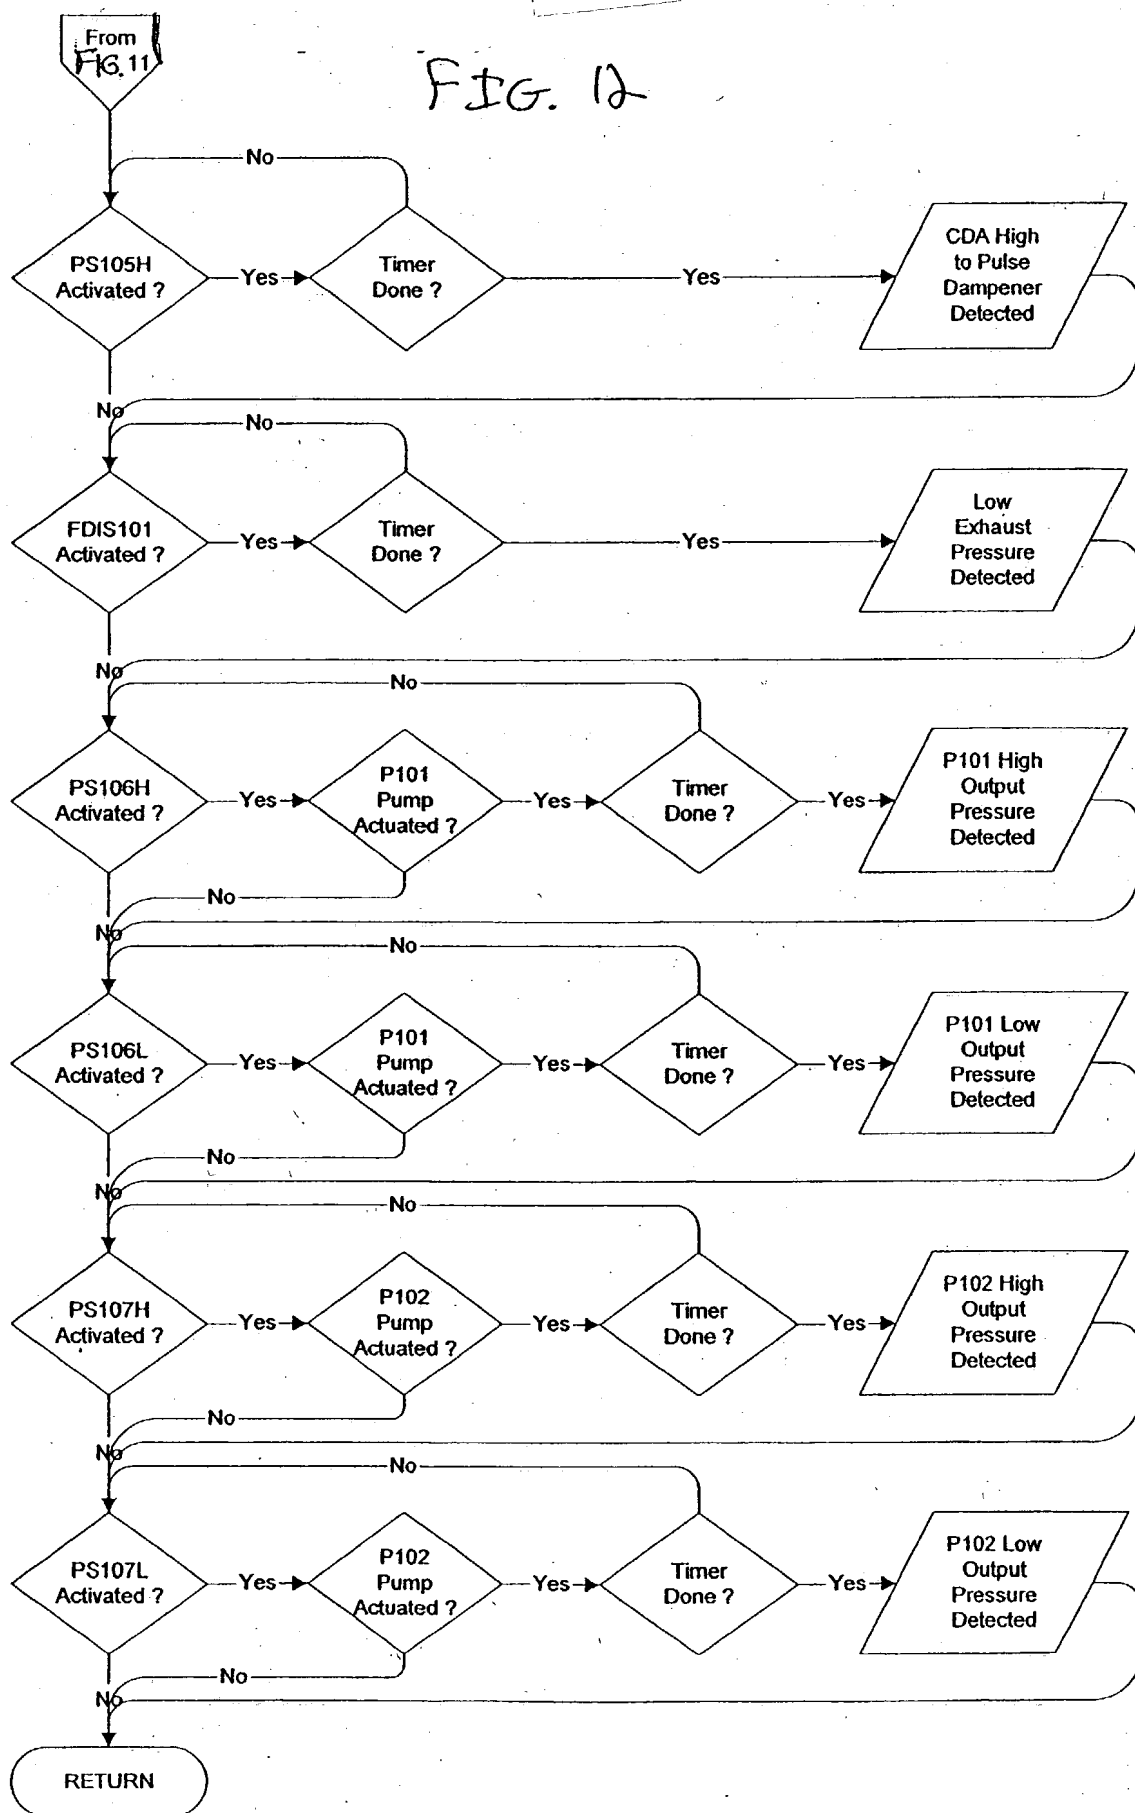 From
FIG. 11
FIG. 12
No
PS105H
Activated ?
Yes
Timer
Done ?
Yes
CDA High
to Pulse
Dampener
Detected
No
No
FDIS101
Activated ?
Yes
Timer
Done ?
Yes
Low
Exhaust
Pressure
Detected
No
No
PS106H
Activated ?
Yes
P101
Pump
Actuated ?
Yes
Timer
Done ?
Yes
P101 High
Output
Pressure
Detected
No
No
No
PS106L
Activated ?
Yes
P101
Pump
Actuated ?
Yes
Timer
Done ?
Yes
P101 Low
Output
Pressure
Detected
No
No
No
PS107H
Activated ?
Yes
P102
Pump
Actuated ?
Yes
Timer
Done ?
Yes
P102 High
Output
Pressure
Detected
No
No
No
PS107L
Activated ?
Yes
P102
Pump
Actuated ?
Yes
Timer
Done ?
Yes
P102 Low
Output
Pressure
Detected
No
No
RETURN